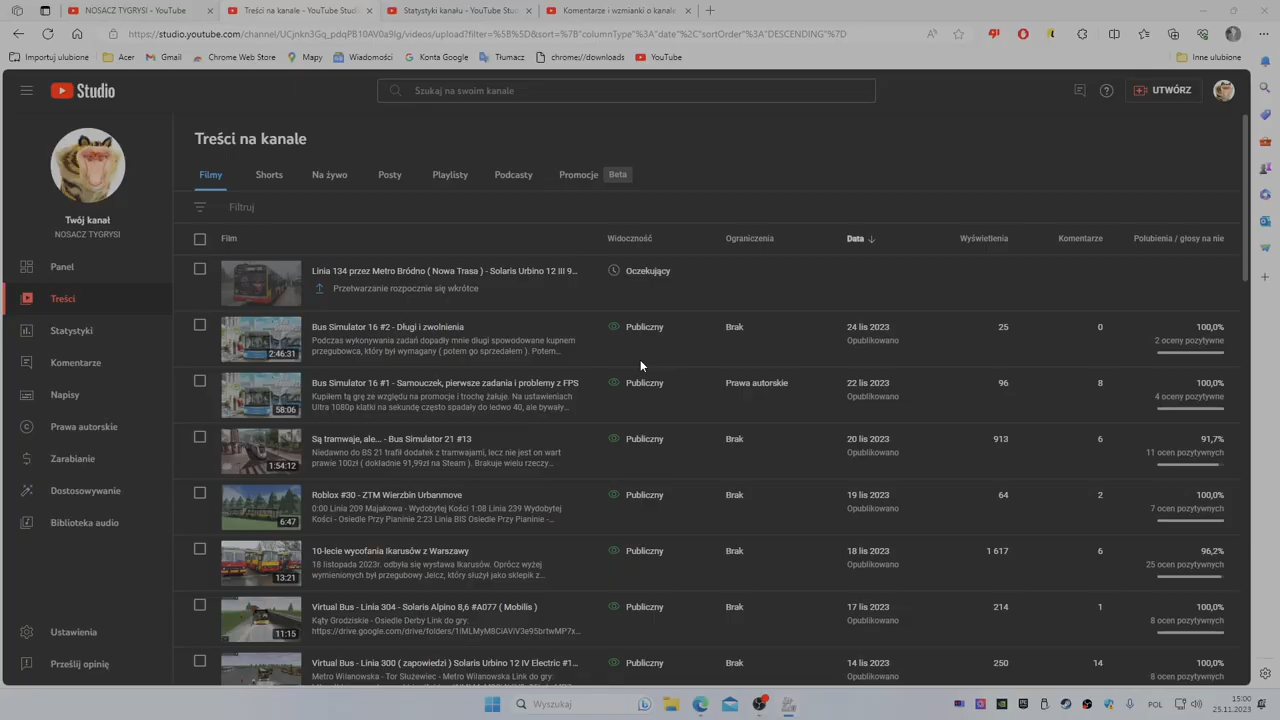 NOSACZ TYGRYSI - YouTube
Treści na kanale - YouTube Studio
Statystyki kanału - YouTube Stud
Komentarze i wzmianki o kanale
https://studio.youtube.com/channel/UCjnkn3Gq_pdqPB10AV0a9Ig/videos/upload?filter=%5B%5D&sort=%7B"columnType"%3A"date"%2C"sortOrder"%3A"DESCENDING"%7D
Importuj ulubione
Acer
Gmail
Chrome Web Store
Mapy
Wiadomości
Konta Google
Tłumacz
chrome://downloads
YouTube
Inne ulubione
Studio
Szukaj na swoim kanale
UTWÓRZ
Twój kanał
NOSACZ TYGRYSI
Panel
Treści
Statystyki
Komentarze
Napisy
Prawa autorskie
Zarabianie
Dostosowywanie
Biblioteka audio
Ustawienia
Prześlij opinię
Treści na kanale
Filmy Shorts Na żywo Posty Playlisty Podcasty Promocje Beta
Filtruj
Film Widoczność Ograniczenia Data Wyświetlenia Komentarze Polubienia / głosy na nie
Linia 134 przez Metro Bródno ( Nowa Trasa ) - Solaris Urbino 12 III 9... Oczekujący
Przetwarzanie rozpocznie się wkrótce
Bus Simulator 16 #2 - Długi i zwolnienia Publiczny Brak 24 lis 2023 25 0 100,0%
Podczas wykonywania zadań dopadły mnie długi spowodowane kupnem Opublikowano 2 oceny pozytywne
przegubowca, który był wymagany ( potem go sprzedałem ). Potem...
2:46:31
Bus Simulator 16 #1 - Samouczek, pierwsze zadania i problemy z FPS Publiczny Prawa autorskie 22 lis 2023 96 8 100,0%
Kupiłem tą grę ze względu na promocje i trochę żałuje. Na ustawieniach Opublikowano 4 oceny pozytywne
Ultra 1080p klatki na sekundę często spadały do ledwo 40, ale bywały...
58:06
Są tramwaje, ale... - Bus Simulator 21 #13 Publiczny Brak 20 lis 2023 913 6 91,7%
Niedawno do BS 21 trafił dodatek z tramwajami, lecz nie jest on wart Opublikowano 11 ocen pozytywnych
prawie 100zł ( dokładnie 91,99zł na Steam ). Brakuje wielu rzeczy...
1:54:12
Roblox #30 - ZTM Wierzbin Urbanmove Publiczny Brak 19 lis 2023 64 2 100,0%
0:00 Linia 209 Majakowa - Wydobytej Kości 1:08 Linia 239 Wydobytej Opublikowano 7 ocen pozytywnych
Kości - Osiedle Przy Pianinie 2:23 Linia BIS Osiedle Przy Pianinie -...
6:47
10-lecie wycofania Ikarusów z Warszawy Publiczny Brak 18 lis 2023 1 617 6 96,2%
18 listopada 2023r. odbyła się wystawa Ikarusów. Oprócz wyżej Opublikowano 25 ocen pozytywnych
wymienionych był przegubowy Jelcz, który służył jako sklepik z...
13:21
Virtual Bus - Linia 304 - Solaris Alpino 8,6 #A077 ( Mobilis ) Publiczny Brak 17 lis 2023 214 1 100,0%
Kąty Grodziskie - Osiedle Derby Link do gry: Opublikowano 8 ocen pozytywnych
11:15
Virtual Bus - Linia 300 ( zapowiedzi ) Solaris Urbino 12 IV Electric #1... Publiczny Brak 14 lis 2023 250 14 100,0%
Metro Wilanowska - Tor Służewiec - Metro Wilanowska Link do gry: Opublikowano 8 ocen pozytywnych
Wyszukaj
POL
15:00
25.11.2023